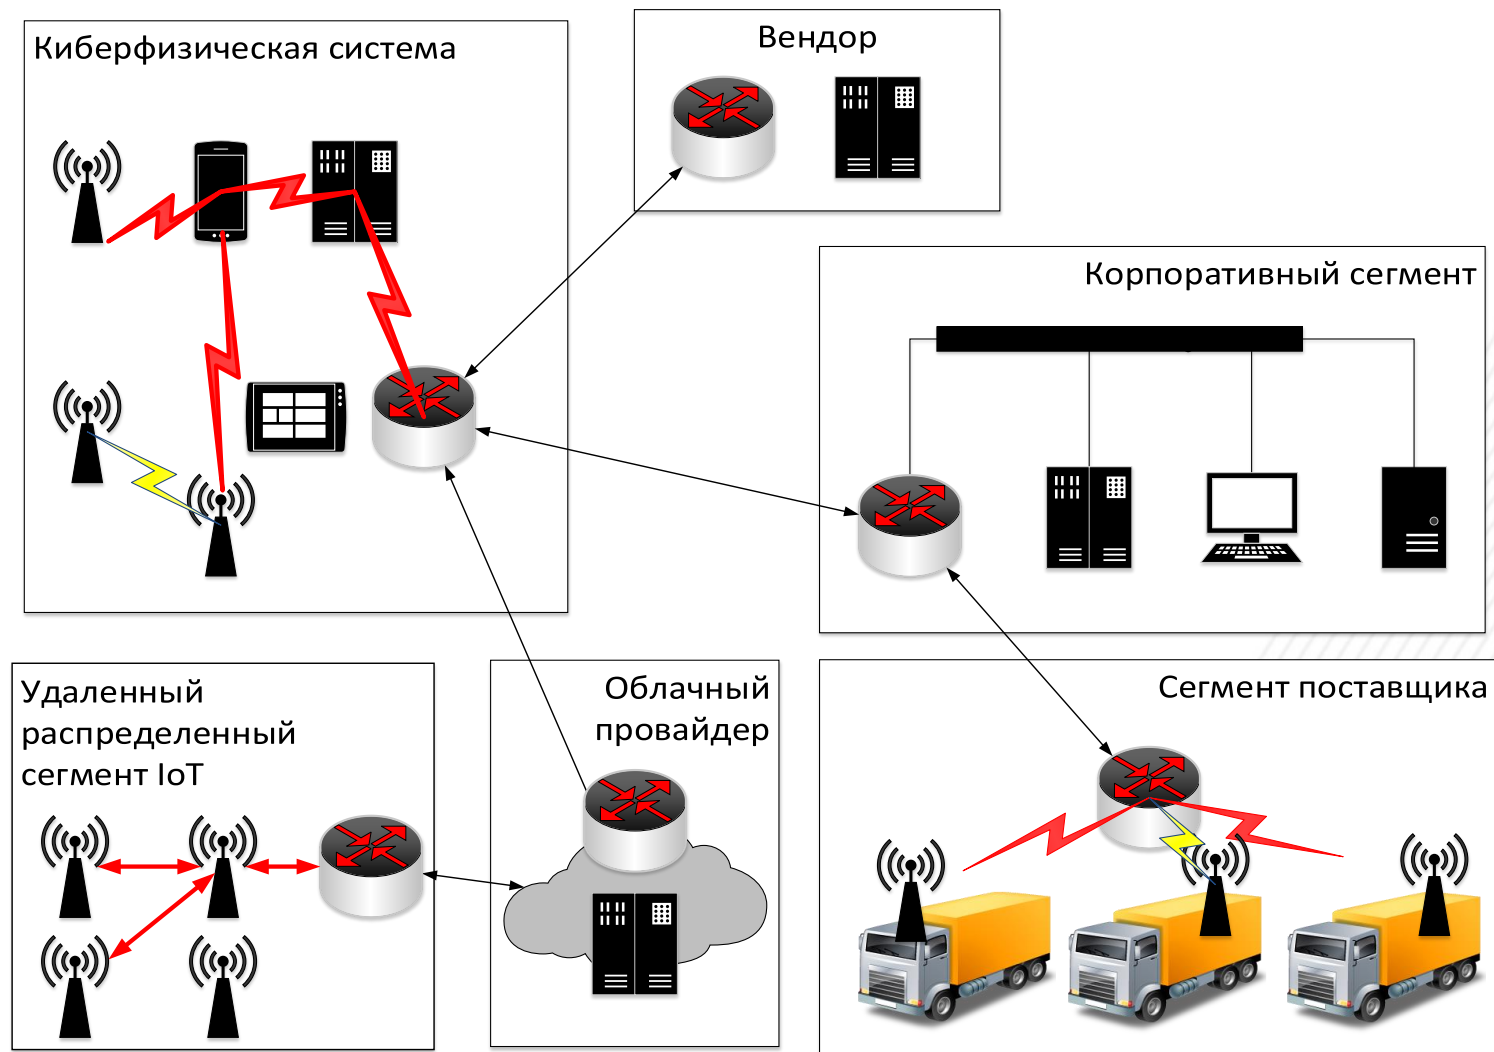 Киберфизическая система
Вендор
Корпоративный сегмент
Удаленный
распределенный
сегмент IoT
Облачный
провайдер
Сегмент поставщика